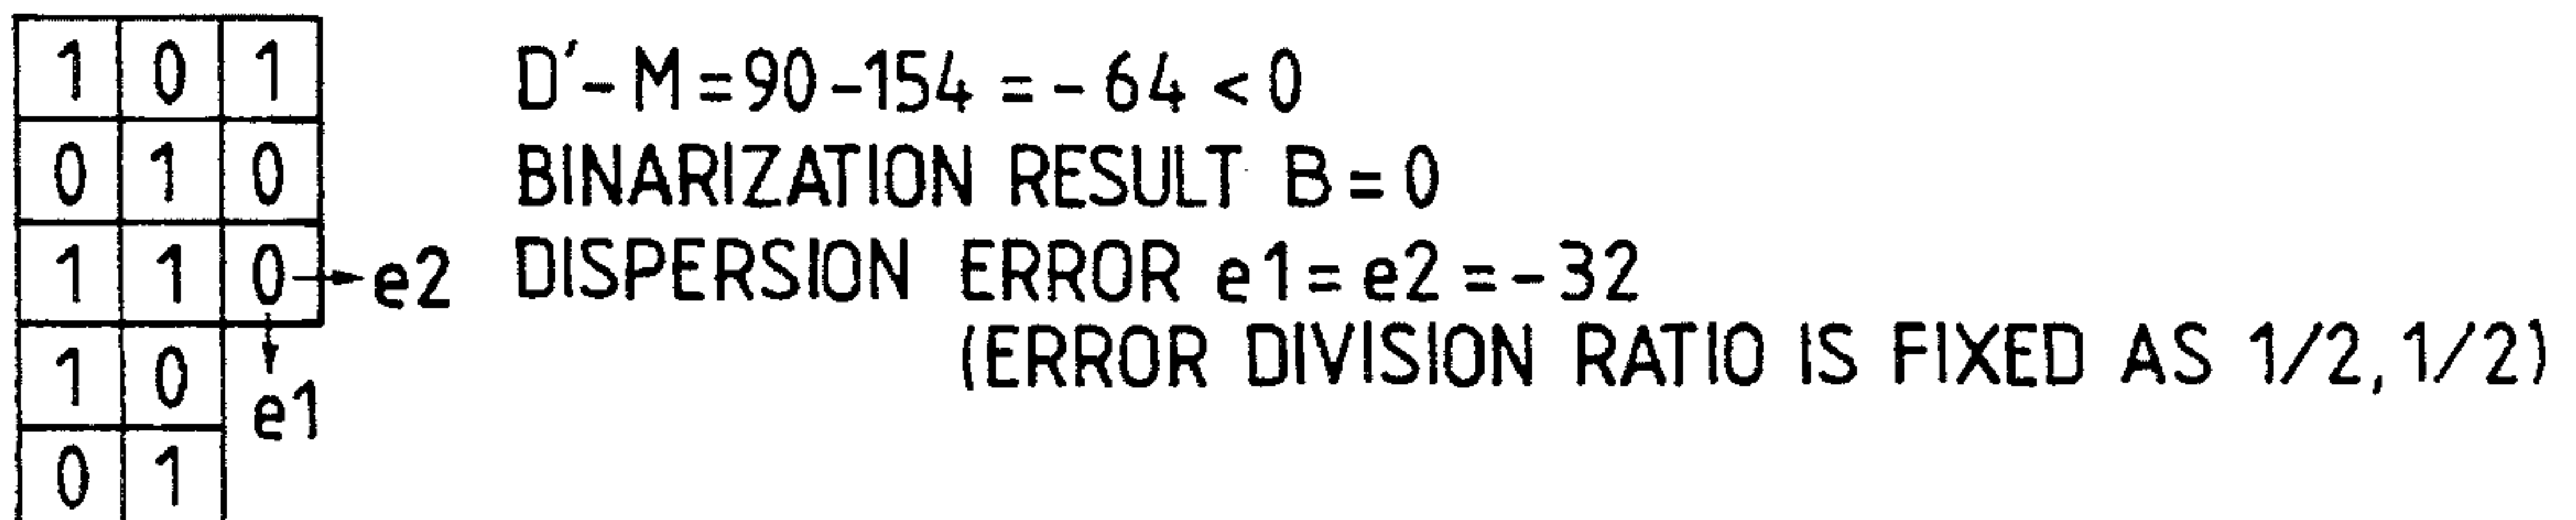 1 0 1
D′- M = 90 - 154 = - 64 < 0
0 1 0
BINARIZATION RESULT B = 0
1 1 0 e2
DISPERSION ERROR e1 = e2 = - 32
1 0
(ERROR DIVISION RATIO IS FIXED AS 1/2, 1/2)
e1
0 1